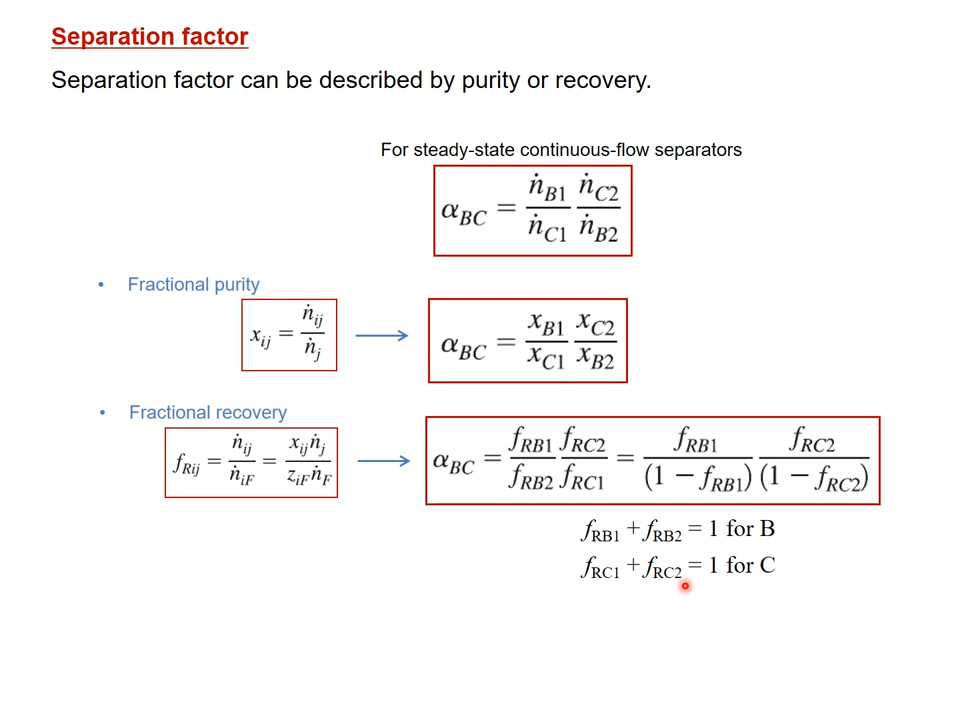 Separation factor
Separation factor can be described by purity or recovery.
For steady-state continuous-flow separators
α_BC = (ṅ_B1 / ṅ_C1) (ṅ_C2 / ṅ_B2)
• Fractional purity
x_ij = ṅ_ij / ṅ_j
α_BC = (x_B1 / x_C1) (x_C2 / x_B2)
• Fractional recovery
f_Rij = ṅ_ij / ṅ_iF = x_ij ṅ_j / z_iF ṅ_F
α_BC = (f_RB1 / f_RB2) (f_RC2 / f_RC1) = f_RB1 / (1 − f_RB1) f_RC2 / (1 − f_RC2)
f_RB1 + f_RB2 = 1 for B
f_RC1 + f_RC2 = 1 for C